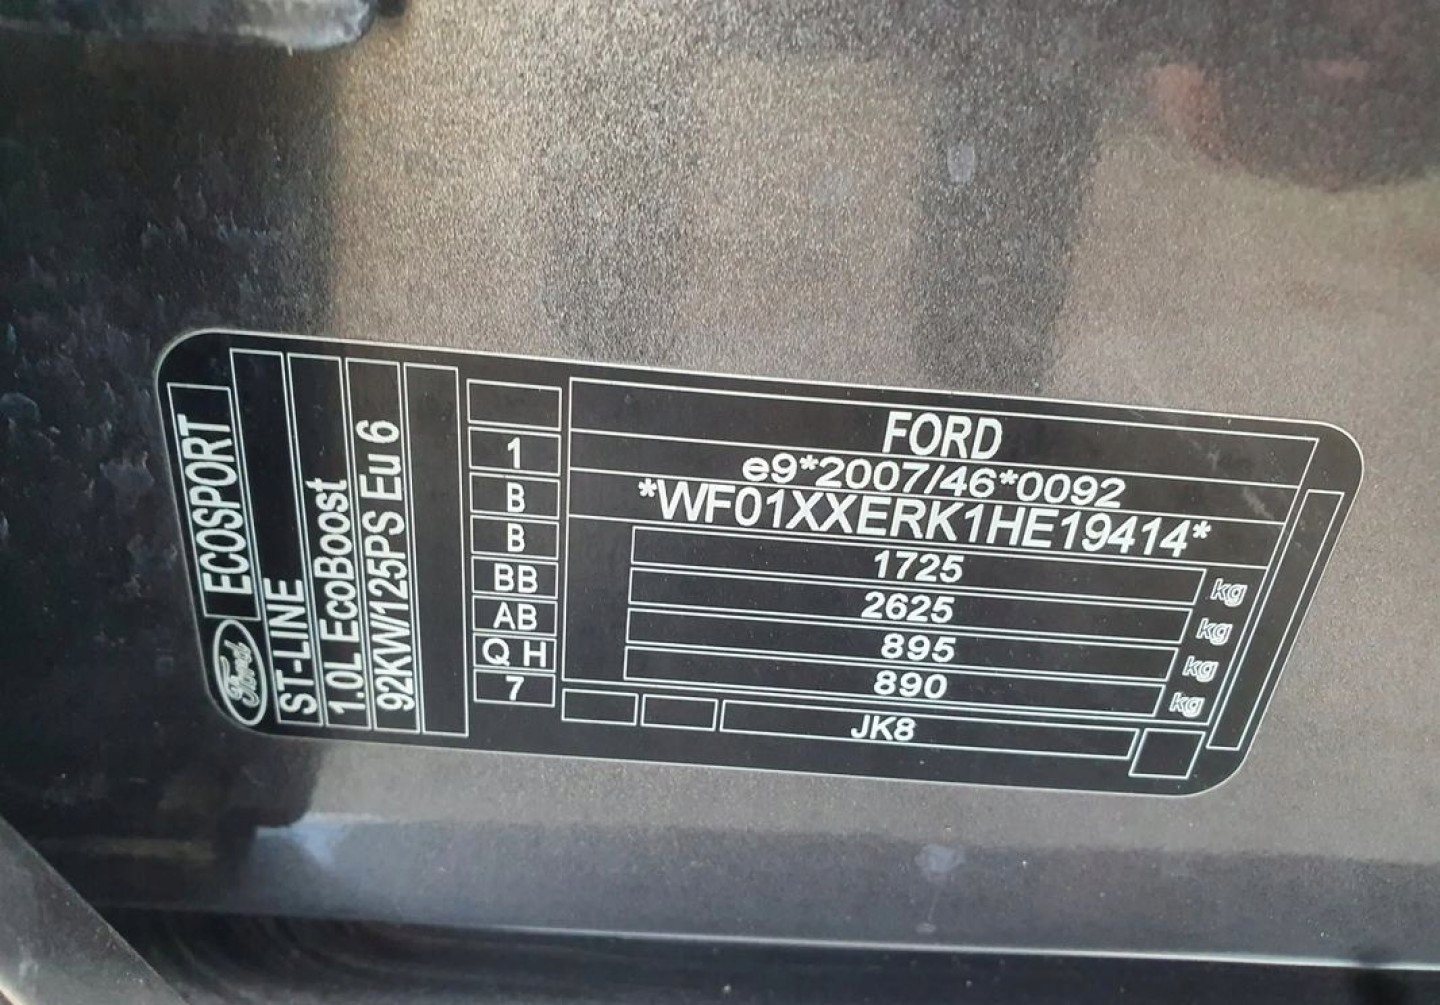 Ford
ECOSPORT
ST-LINE
1.0L EcoBoost
92KW/125PS Eu 6
1
B
B
BB
AB
Q H
7
FORD
e9*2007/46*0092
*WF01XXERK1HE19414*
1725 kg
2625 kg
895 kg
890 kg
JK8